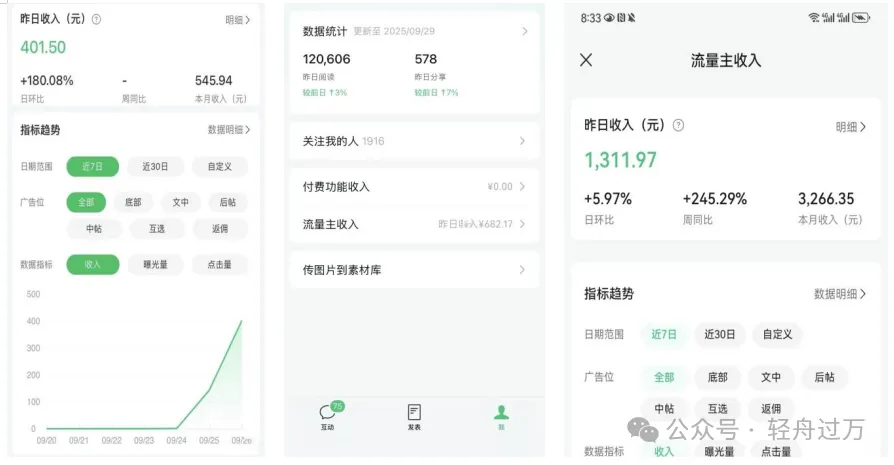 昨日收入（元）
明细 >
401.50
+180.08%
-
545.94
日环比
周同比
本月收入（元）
指标趋势
数据明细 >
日期范围
近7日
近30日
自定义
广告位
全部
底部
文中
后帖
中帖
互选
返佣
数据指标
收入
曝光量
点击量
500
400
300
200
100
0
09/20
09/21
09/22
09/23
09/24
09/25
09/26
数据统计 更新至 2025/09/29
120,606
578
昨日阅读
昨日分享
较前日 ↑3%
较前日 ↑7%
关注我的人 1916
付费功能收入
¥0.00
流量主收入
昨日收入¥682.17
传图片到素材库
76
互动
发表
我
8:33
流量主收入
昨日收入（元）
明细 >
1,311.97
+5.97%
+245.29%
3,266.35
日环比
周同比
本月收入（元）
指标趋势
数据明细 >
日期范围
近7日
近30日
自定义
广告位
全部
底部
文中
后帖
中帖
互选
返佣
数据指标
收入
曝光量
点击量
公众号 · 轻舟过万